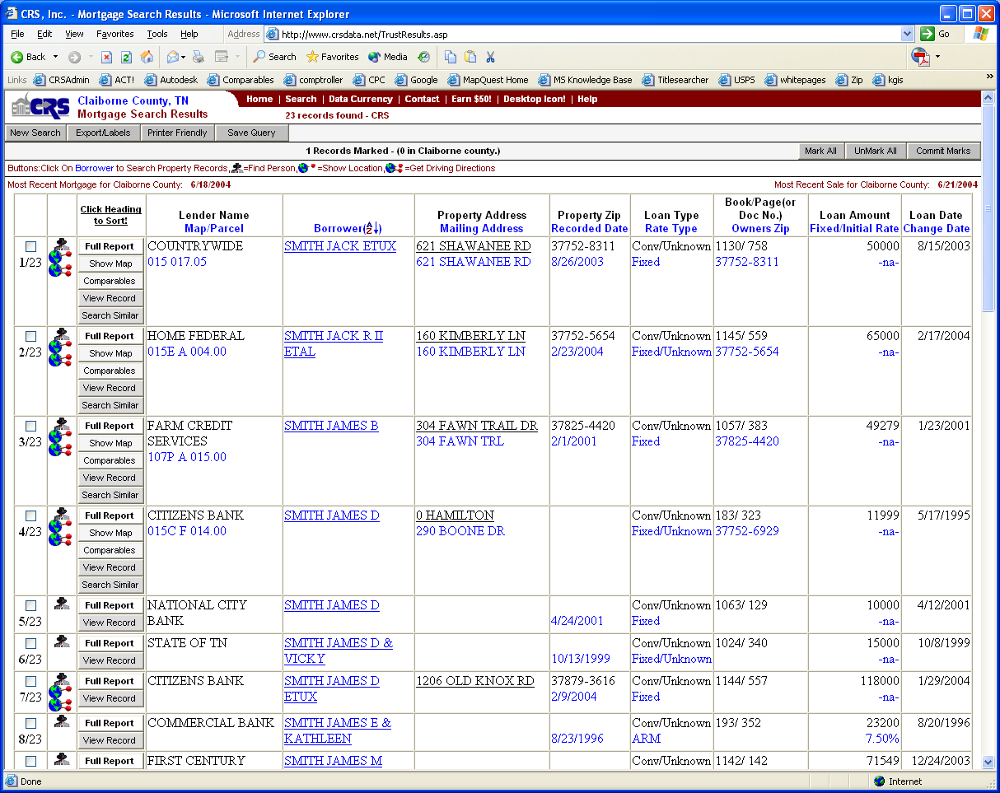 CRS, Inc. - Mortgage Search Results - Microsoft Internet Explorer
File Edit View Favorites Tools Help Address http://www.crsdata.net/TrustResults.asp Go
Back Search Favorites Media
Links CRSAdmin ACT! Autodesk Comparables comptroller CPC Google MapQuest Home MS Knowledge Base Titlesearcher USPS whitepages Zip kgis »
CRS Claiborne County, TN Home | Search | Data Currency | Contact | Earn $50! | Desktop Icon! | Help
Mortgage Search Results 23 records found - CRS
New Search Export/Labels Printer Friendly Save Query
1 Records Marked - (0 in Claiborne county.) Mark All UnMark All Commit Marks
Buttons:Click On Borrower to Search Property Records, =Find Person, =Show Location, =Get Driving Directions
Most Recent Mortgage for Claiborne County: 6/18/2004 Most Recent Sale for Claiborne County: 6/21/2004
Click Heading to Sort! Lender Name Property Address Property Zip Loan Type Book/Page(or Doc No.) Loan Amount Loan Date
Map/Parcel Borrower(AZ↓) Mailing Address Recorded Date Rate Type Owners Zip Fixed/Initial Rate Change Date
Full Report COUNTRYWIDE SMITH JACK ETUX 621 SHAWANEE RD 37752-8311 Conv/Unknown 1130/ 758 50000 8/15/2003
1/23 Show Map 015 017.05 621 SHAWANEE RD 8/26/2003 Fixed 37752-8311 -na-
Comparables
View Record
Search Similar
Full Report HOME FEDERAL SMITH JACK R II 160 KIMBERLY LN 37752-5654 Conv/Unknown 1145/ 559 65000 2/17/2004
2/23 Show Map 015E A 004.00 ETAL 160 KIMBERLY LN 2/23/2004 Fixed/Unknown 37752-5654 -na-
Comparables
View Record
Search Similar
Full Report FARM CREDIT SMITH JAMES B 304 FAWN TRAIL DR 37825-4420 Conv/Unknown 1057/ 383 49279 1/23/2001
3/23 Show Map SERVICES 304 FAWN TRL 2/1/2001 Fixed 37825-4420 -na-
Comparables 107P A 015.00
View Record
Search Similar
Full Report CITIZENS BANK SMITH JAMES D 0 HAMILTON Conv/Unknown 183/ 323 11999 5/17/1995
4/23 Show Map 015C F 014.00 290 BOONE DR Fixed/Unknown 37752-6929 -na-
Comparables
View Record
Search Similar
Full Report NATIONAL CITY SMITH JAMES D Conv/Unknown 1063/ 129 10000 4/12/2001
5/23 View Record BANK 4/24/2001 Fixed -na-
Full Report STATE OF TN SMITH JAMES D & Conv/Unknown 1024/ 340 15000 10/8/1999
6/23 View Record VICKY 10/13/1999 Fixed/Unknown -na-
Full Report CITIZENS BANK SMITH JAMES D 1206 OLD KNOX RD 37879-3616 Conv/Unknown 1144/ 557 118000 1/29/2004
7/23 View Record ETUX 2/9/2004 Fixed -na-
Full Report COMMERCIAL BANK SMITH JAMES E & Conv/Unknown 193/ 352 23200 8/20/1996
8/23 View Record KATHLEEN 8/23/1996 ARM 7.50%
Full Report FIRST CENTURY SMITH JAMES M Conv/Unknown 1142/ 142 71549 12/24/2003
Done Internet